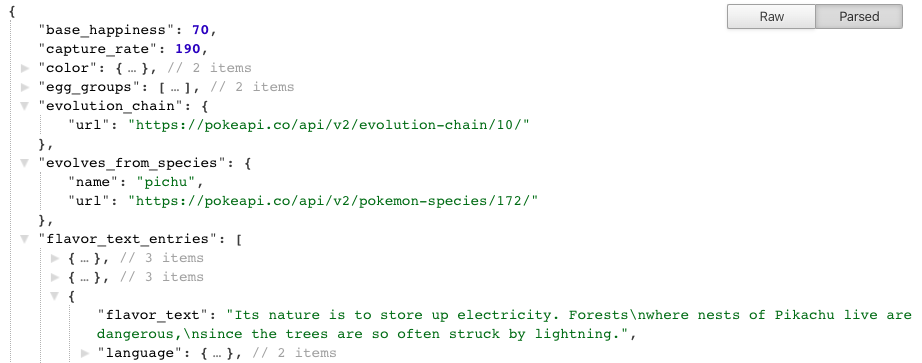 {
Raw Parsed
"base_happiness": 70,
"capture_rate": 190,
"color": { … }, // 2 items
"egg_groups": [ … ], // 2 items
"evolution_chain": {
"url": "https://pokeapi.co/api/v2/evolution-chain/10/"
},
"evolves_from_species": {
"name": "pichu",
"url": "https://pokeapi.co/api/v2/pokemon-species/172/"
},
"flavor_text_entries": [
{ … }, // 3 items
{ … }, // 3 items
{
"flavor_text": "Its nature is to store up electricity. Forests\nwhere nests of Pikachu live are
dangerous,\nsince the trees are so often struck by lightning.",
"language": { … }, // 2 items